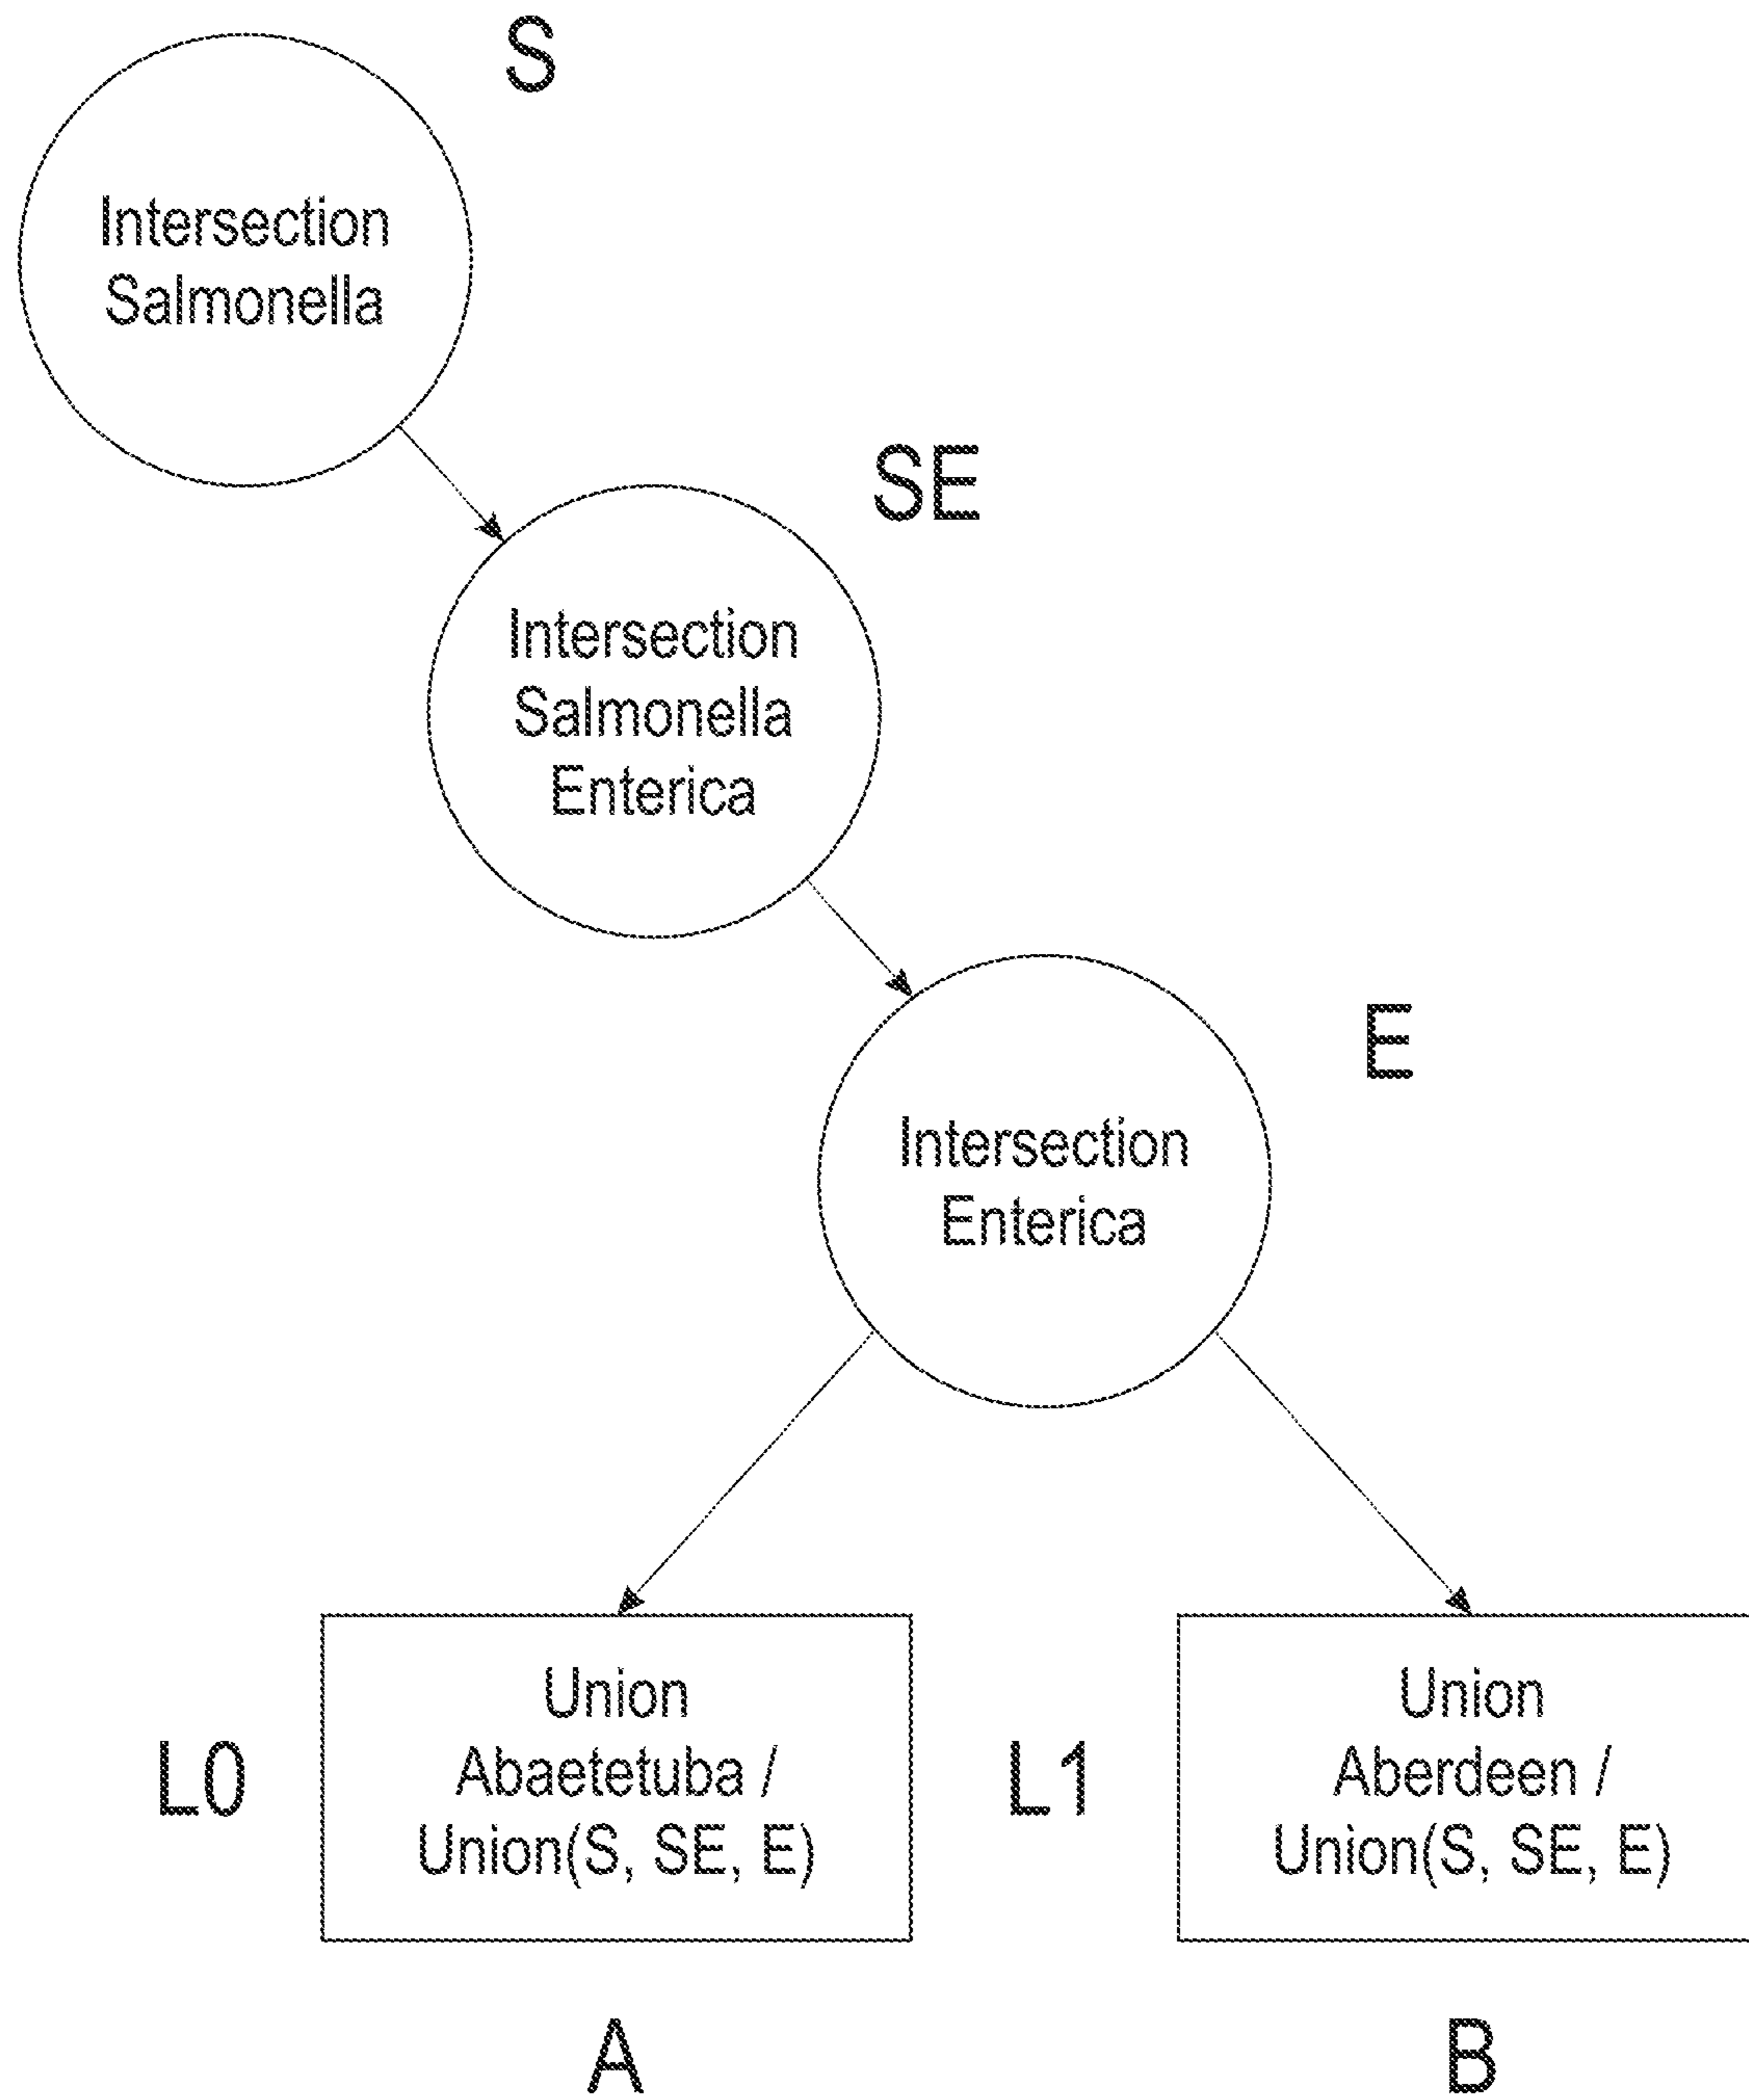 S
Intersection
Salmonella
SE
Intersection
Salmonella
Enterica
E
Intersection
Enterica
L0
Union
Abaetetuba /
Union(S, SE, E)
L1
Union
Aberdeen /
Union(S, SE, E)
A
B